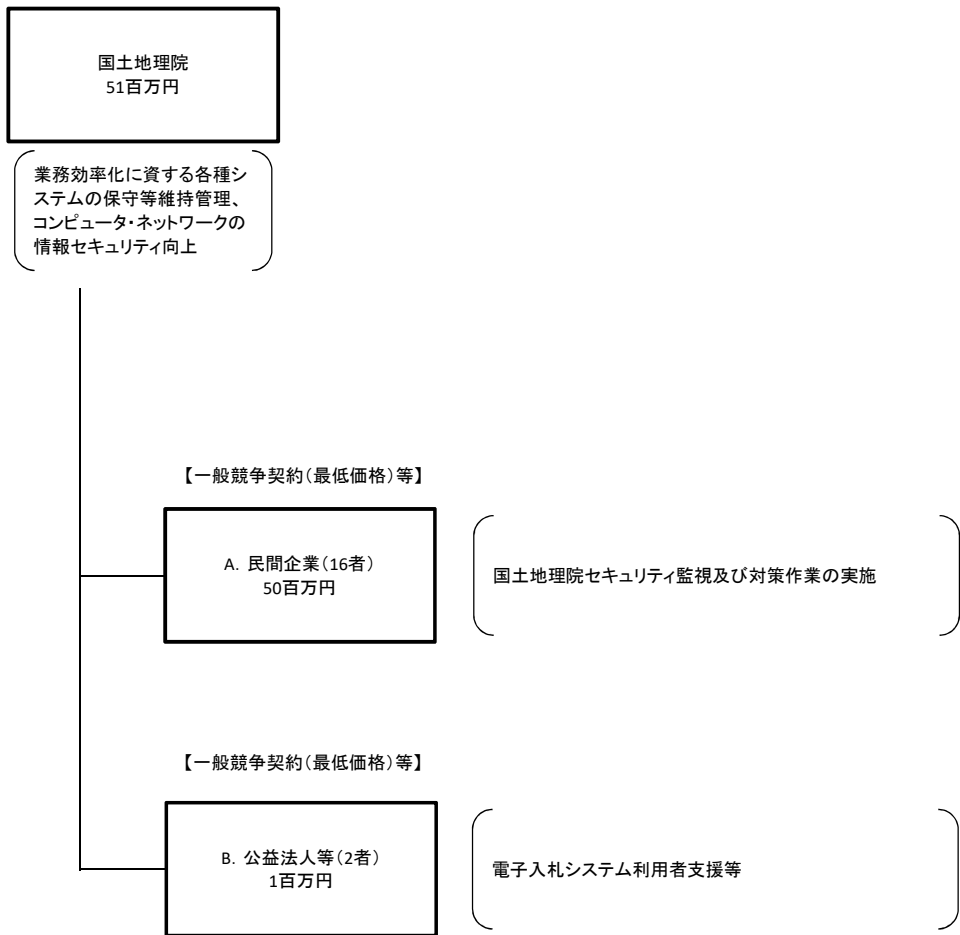 国土地理院
51百万円
業務効率化に資する各種シ
ステムの保守等維持管理、
コンピュータ・ネットワークの
情報セキュリティ向上
【一般競争契約(最低価格)等】
A. 民間企業(16者)
50百万円
国土地理院セキュリティ監視及び対策作業の実施
【一般競争契約(最低価格)等】
B. 公益法人等(2者)
1百万円
電子入札システム利用者支援等